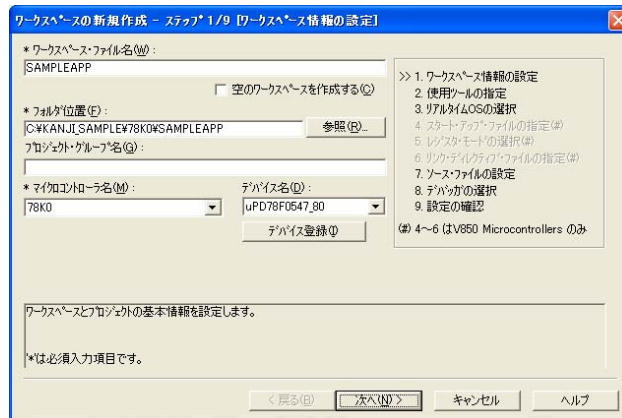 ワークスペースの新規作成 - ステップ 1/9 [ワークスペース情報の設定]
* ワークスペース・ファイル名(W) :
SAMPLEAPP
空のワークスペースを作成する(C)
* フォルダ位置(F) :
C:¥KANJI_SAMPLE¥78K0¥SAMPLEAPP
参照(R)...
プロジェクト・グループ名(G) :
* マイクロコントローラ名(M) :
デバイス名(D) :
78K0
uPD78F0547_80
デバイス登録(I)
>> 1. ワークスペース情報の設定
2. 使用ツールの指定
3. リアルタイムOSの選択
4. スタート・アップ・ファイルの指定(#)
5. レジスタ・モードの選択(#)
6. リンク・ディレクティブ・ファイルの指定(#)
7. ソース・ファイルの設定
8. デバッガの選択
9. 設定の確認
(#) 4～6 はV850 Microcontrollers のみ
ワークスペースとプロジェクトの基本情報を設定します。
'*'は必須入力項目です。
< 戻る(B)
次へ(N) >
キャンセル
ヘルプ